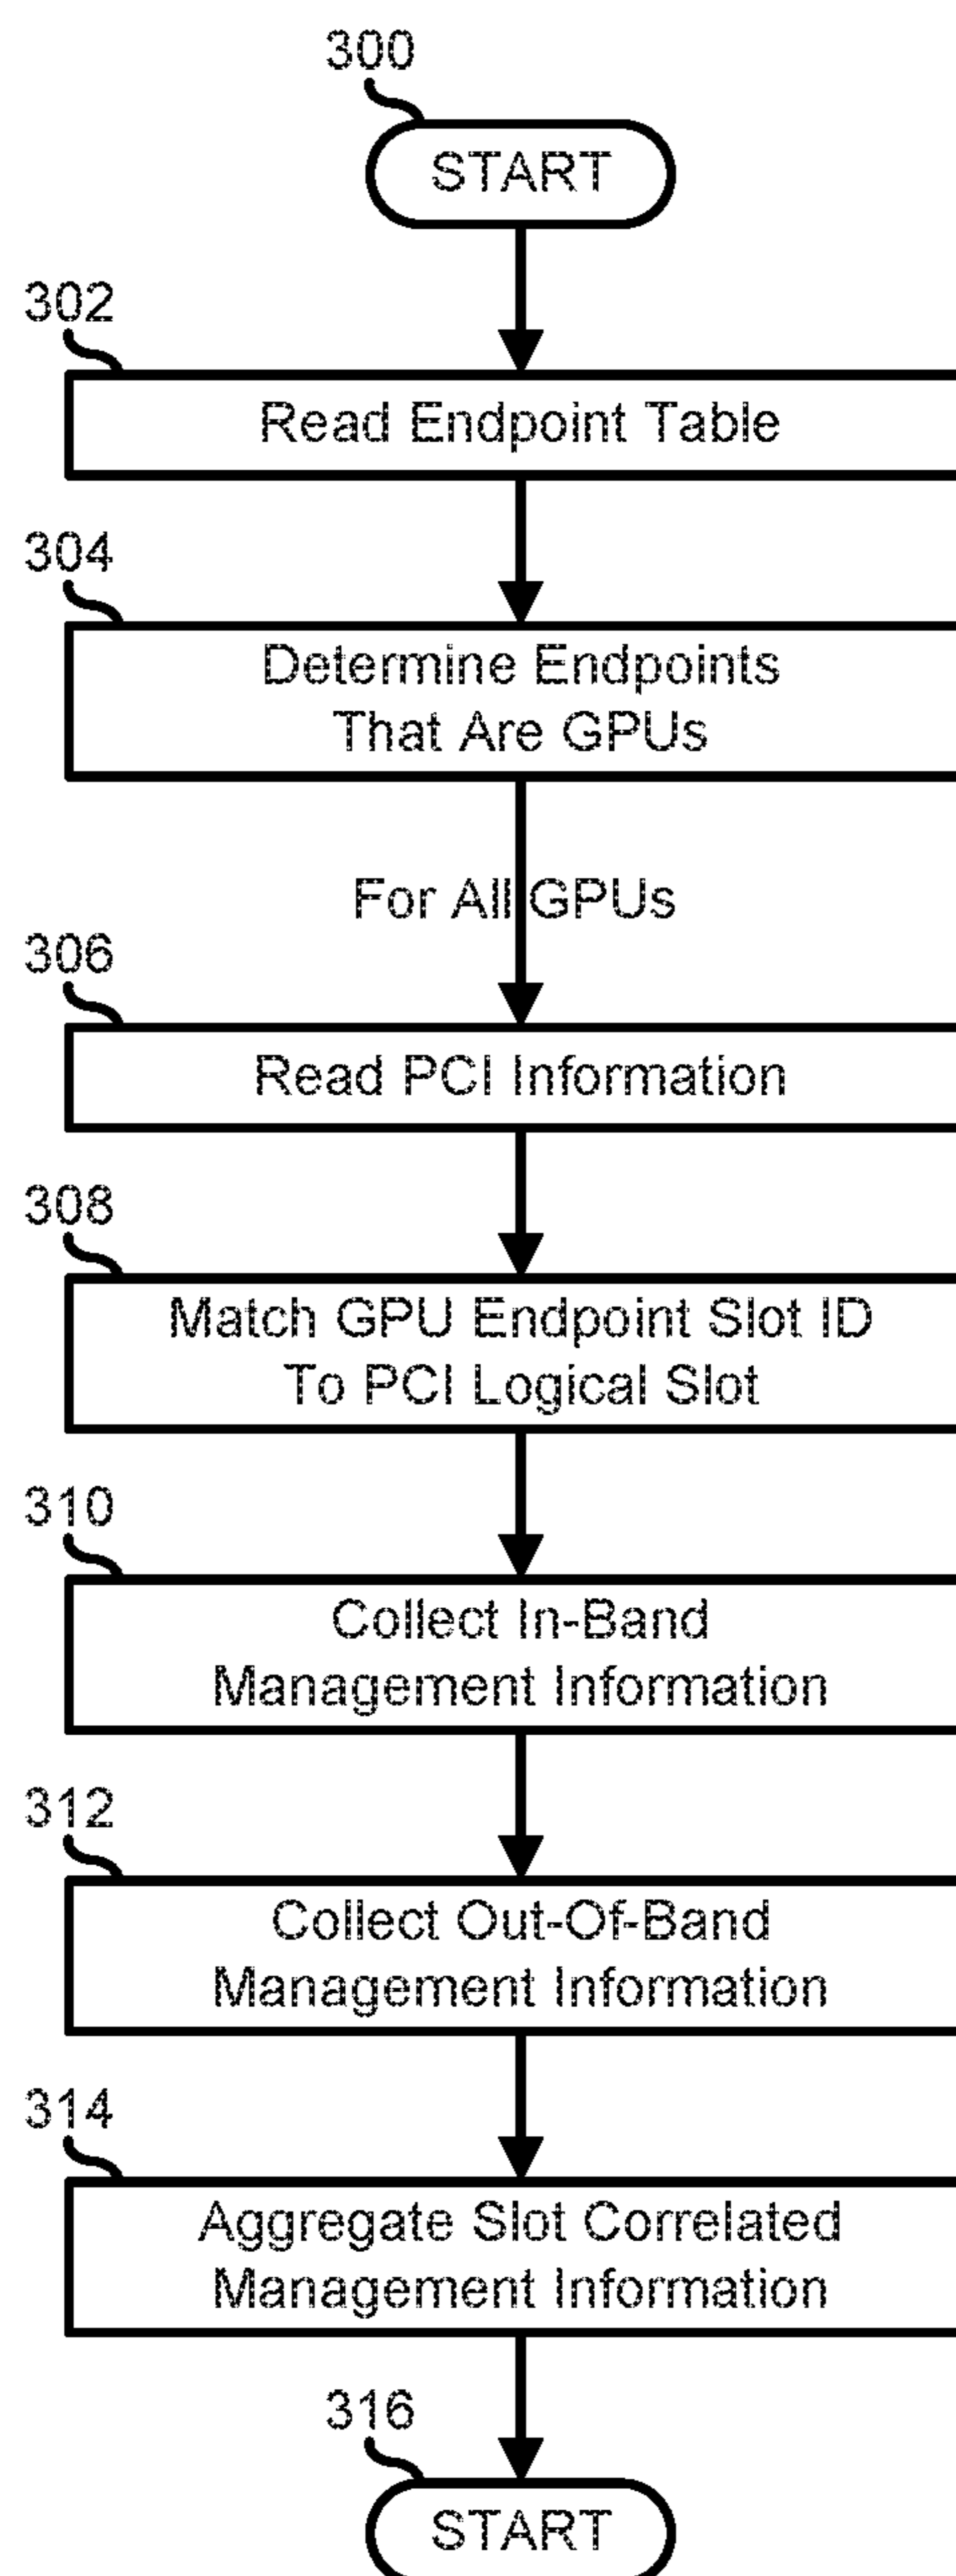 300
START
302
Read Endpoint Table
304
Determine Endpoints
That Are GPUs
For All GPUs
306
Read PCI Information
308
Match GPU Endpoint Slot ID
To PCI Logical Slot
310
Collect In-Band
Management Information
312
Collect Out-Of-Band
Management Information
314
Aggregate Slot Correlated
Management Information
316
START